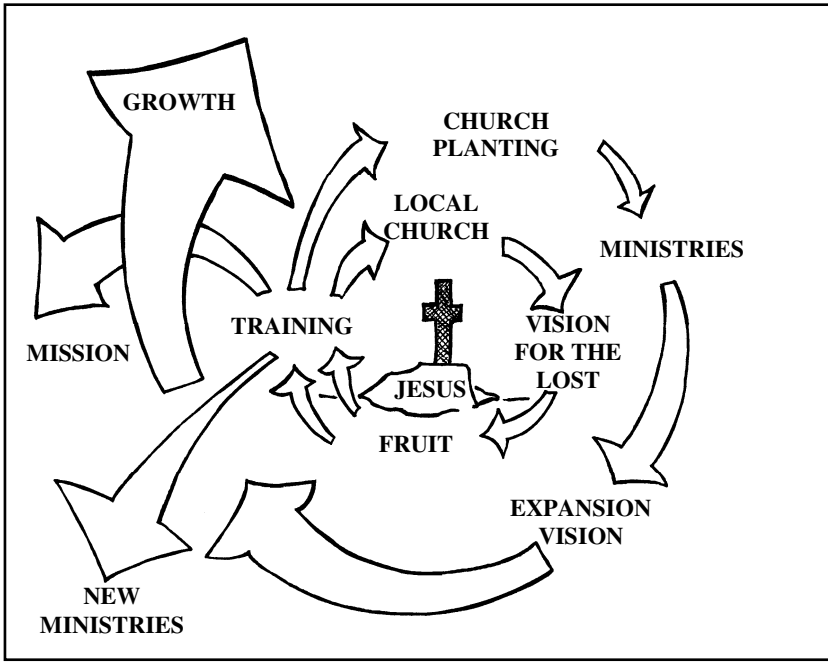 GROWTH
CHURCH
PLANTING
LOCAL
CHURCH
MINISTRIES
TRAINING
VISION
FOR THE
LOST
MISSION
JESUS
FRUIT
EXPANSION
VISION
NEW
MINISTRIES